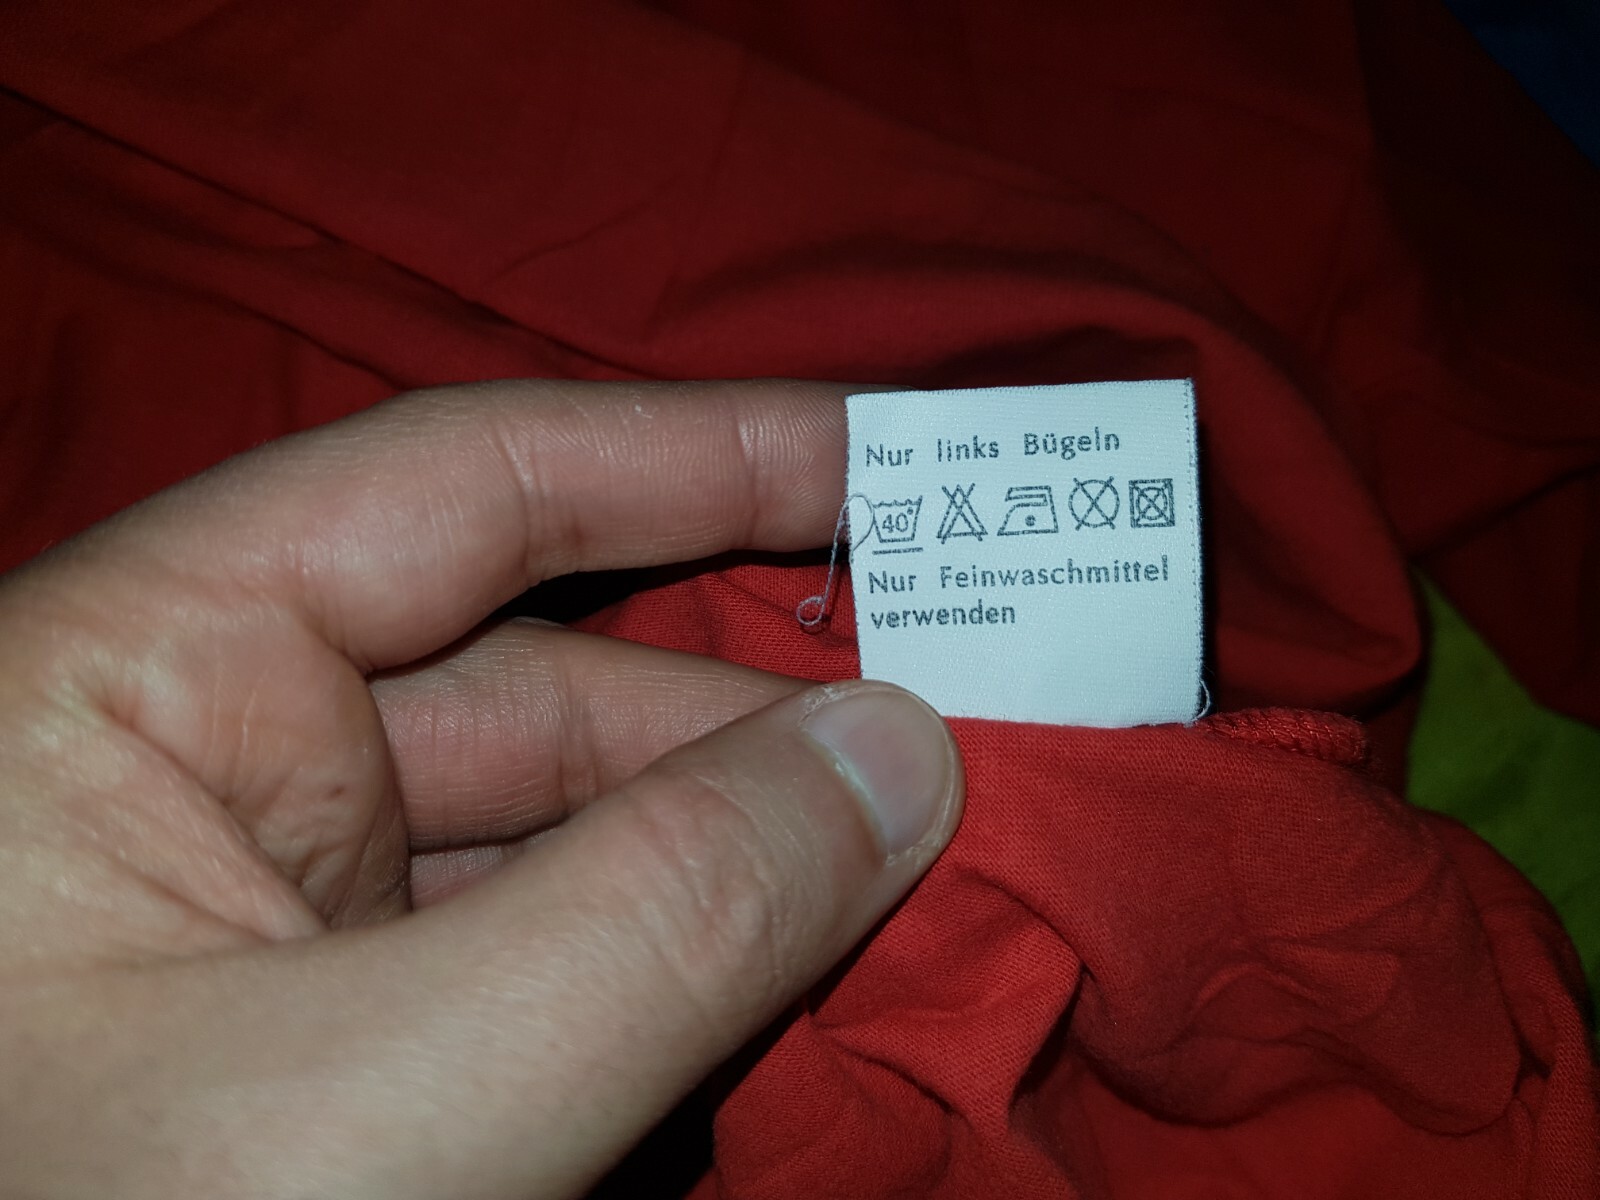 Nur links Bügeln
40°
Nur Feinwaschmittel
verwenden